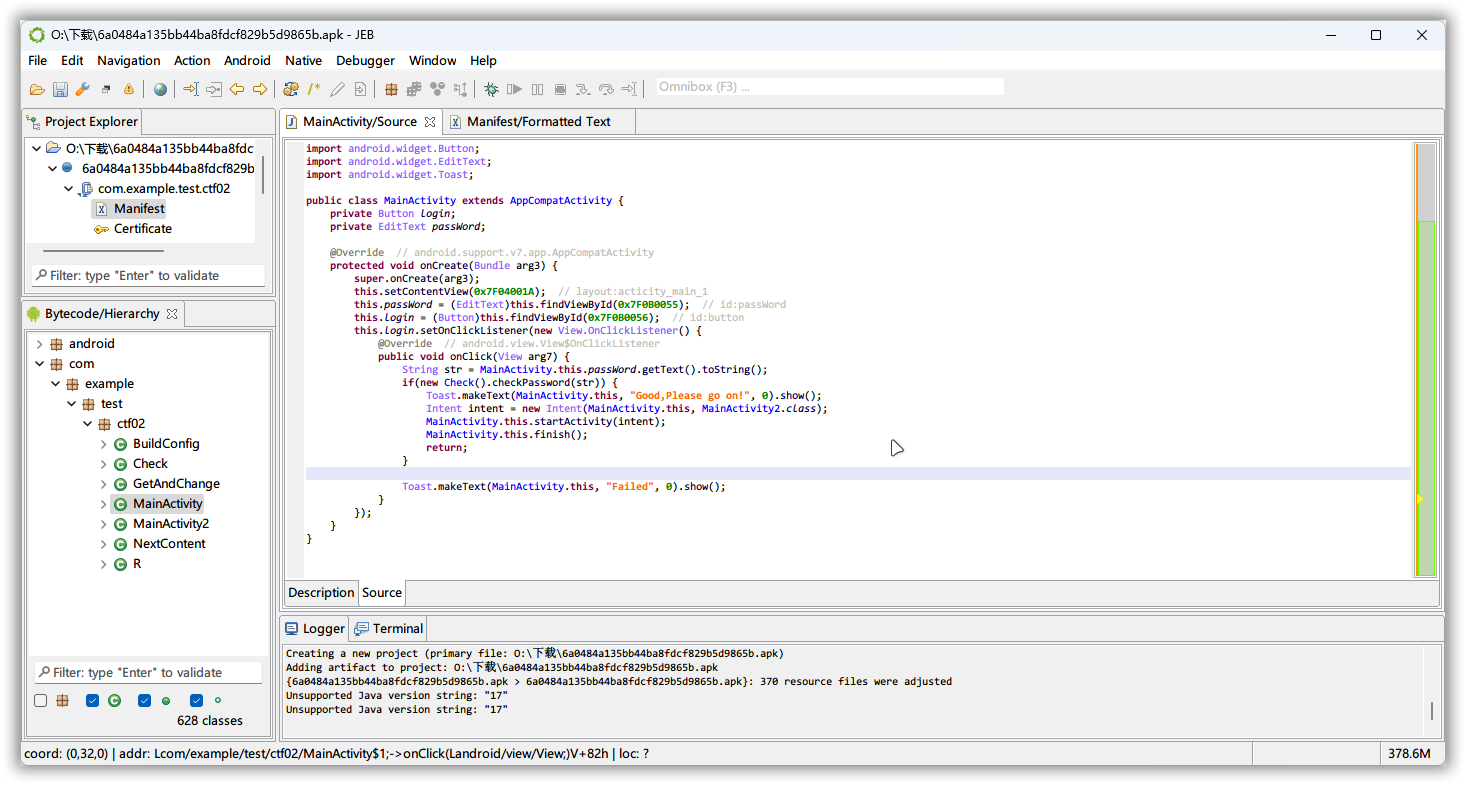 O:\下载\6a0484a135bb44ba8fdcf829b5d9865b.apk - JEB
File Edit Navigation Action Android Native Debugger Window Help
Omnibox (F3) ...
Project Explorer
O:\下载\6a0484a135bb44ba8fdc
6a0484a135bb44ba8fdcf829b
com.example.test.ctf02
Manifest
Certificate
Filter: type "Enter" to validate
Bytecode/Hierarchy
android
com
example
test
ctf02
BuildConfig
Check
GetAndChange
MainActivity
MainActivity2
NextContent
R
Filter: type "Enter" to validate
628 classes
MainActivity/Source Manifest/Formatted Text
import android.widget.Button;
import android.widget.EditText;
import android.widget.Toast;
public class MainActivity extends AppCompatActivity {
private Button login;
private EditText passWord;
@Override // android.support.v7.app.AppCompatActivity
protected void onCreate(Bundle arg3) {
super.onCreate(arg3);
this.setContentView(0x7F04001A); // layout:acticity_main_1
this.passWord = (EditText)this.findViewById(0x7F0B0055); // id:passWord
this.login = (Button)this.findViewById(0x7F0B0056); // id:button
this.login.setOnClickListener(new View.OnClickListener() {
@Override // android.view.View$OnClickListener
public void onClick(View arg7) {
String str = MainActivity.this.passWord.getText().toString();
if(new Check().checkPassword(str)) {
Toast.makeText(MainActivity.this, "Good,Please go on!", 0).show();
Intent intent = new Intent(MainActivity.this, MainActivity2.class);
MainActivity.this.startActivity(intent);
MainActivity.this.finish();
return;
}
Toast.makeText(MainActivity.this, "Failed", 0).show();
}
});
}
}
Description Source
Logger Terminal
Creating a new project (primary file: O:\下载\6a0484a135bb44ba8fdcf829b5d9865b.apk)
Adding artifact to project: O:\下载\6a0484a135bb44ba8fdcf829b5d9865b.apk
{6a0484a135bb44ba8fdcf829b5d9865b.apk > 6a0484a135bb44ba8fdcf829b5d9865b.apk}: 370 resource files were adjusted
Unsupported Java version string: "17"
Unsupported Java version string: "17"
coord: (0,32,0) | addr: Lcom/example/test/ctf02/MainActivity$1;->onClick(Landroid/view/View;)V+82h | loc: ?
378.6M